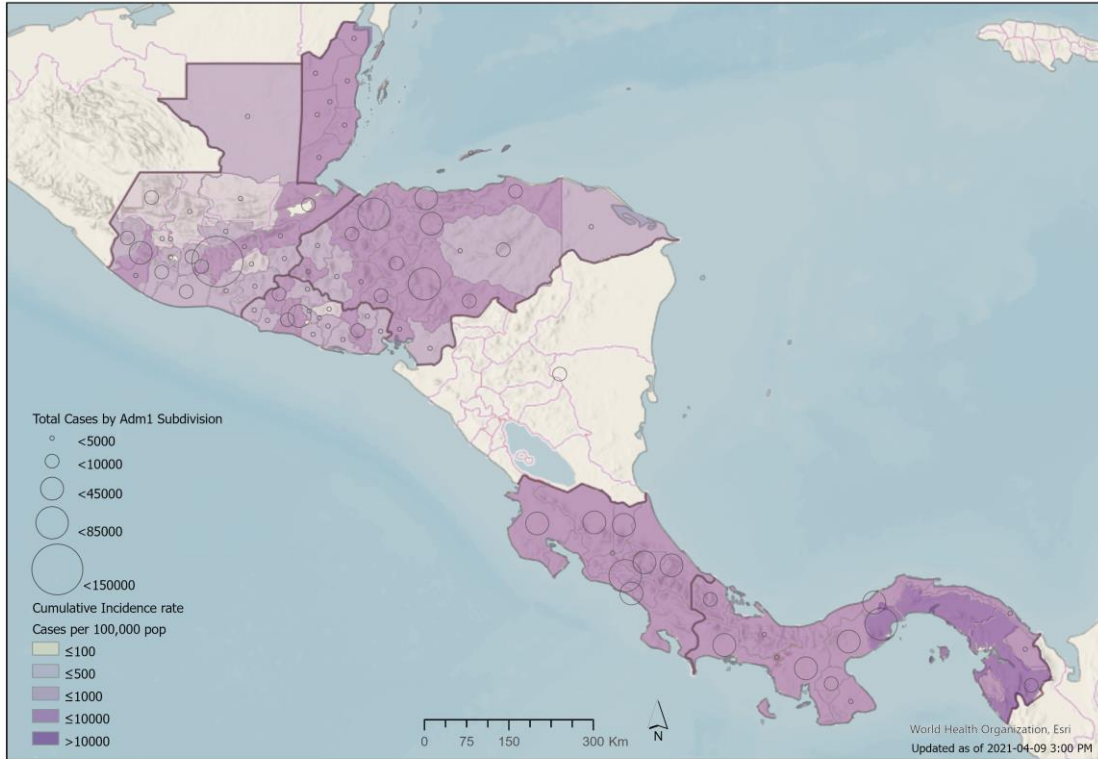 Total Cases by Adm1 Subdivision
<5000
<10000
<45000
<85000
<150000
Cumulative Incidence rate
Cases per 100,000 pop
≤100
≤500
≤1000
≤10000
>10000
0 75 150 300 Km
N
World Health Organization, Esri
Updated as of 2021-04-09 3:00 PM